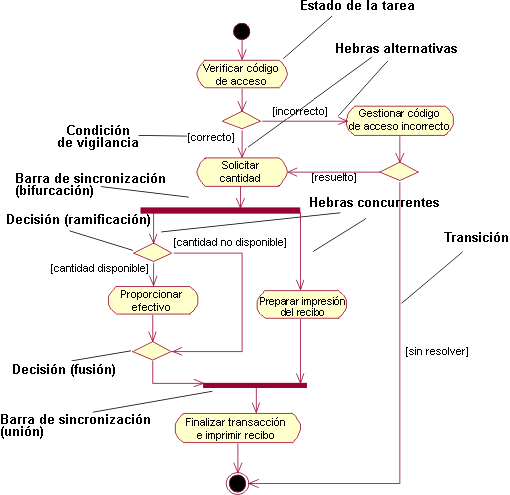 Estado de la tarea
Hebras alternativas
Verificar código
de acceso
[incorrecto]
Gestionar código
de acceso incorrecto
Condición
de vigilancia
[correcto]
Solicitar
cantidad
[resuelto]
Barra de sincronización
(bifurcación)
Hebras concurrentes
Decisión (ramificación)
[cantidad no disponible]
Transición
[cantidad disponible]
Proporcionar
efectivo
Preparar impresión
del recibo
[sin resolver]
Decisión (fusión)
Barra de sincronización
(unión)
Finalizar transacción
e imprimir recibo